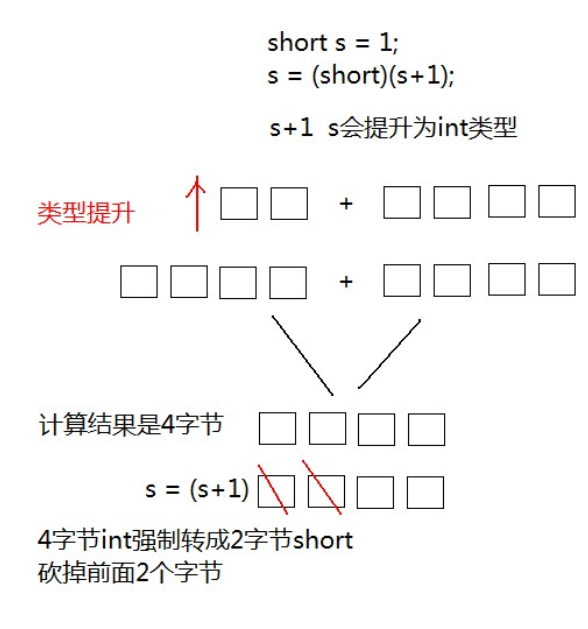 short s = 1;
s = (short)(s+1);
s+1 s会提升为int类型
类型提升
+
+
计算结果是4字节
s = (s+1)
4字节int强制转成2字节short
砍掉前面2个字节